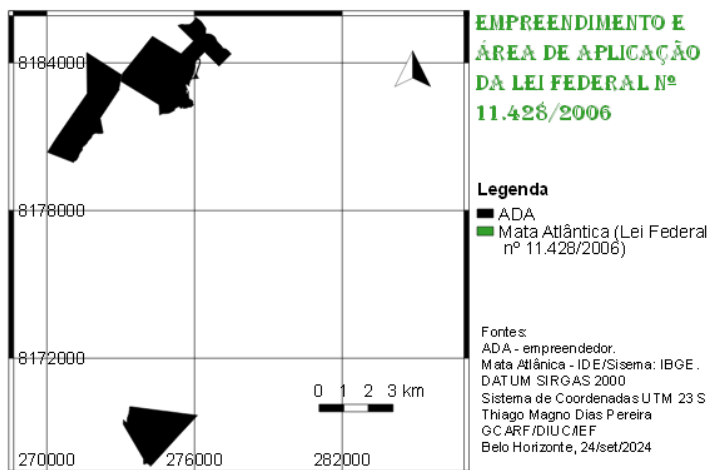 EMPREENDIMENTO E
ÁREA DE APLICAÇÃO
DA LEI FEDERAL Nº
11.428/2006
8184000
8178000
8172000
270000
276000
282000
0 1 2 3 km
Legenda
ADA
Mata Atlântica (Lei Federal
nº 11.428/2006)
Fontes:
ADA - empreendedor.
Mata Atlânica - IDE/Sisema: IBGE.
DATUM SIRGAS 2000
Sistema de Coordenadas UTM 23 S
Thiago Magno Dias Pereira
GCARF/DIUC/IEF
Belo Horizonte, 24/set/2024